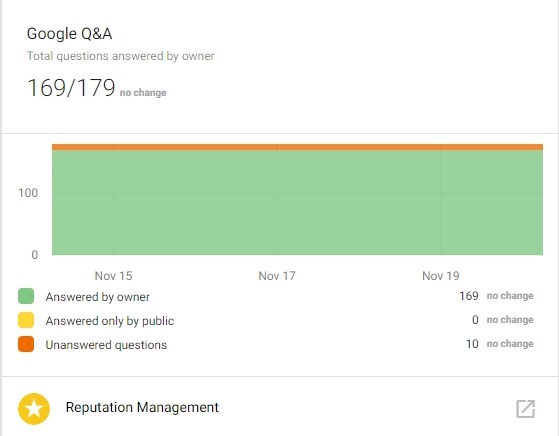 Google Q&A
Total questions answered by owner
169/179 no change
100
0
Nov 15 Nov 17 Nov 19
Answered by owner 169 no change
Answered only by public 0 no change
Unanswered questions 10 no change
Reputation Management